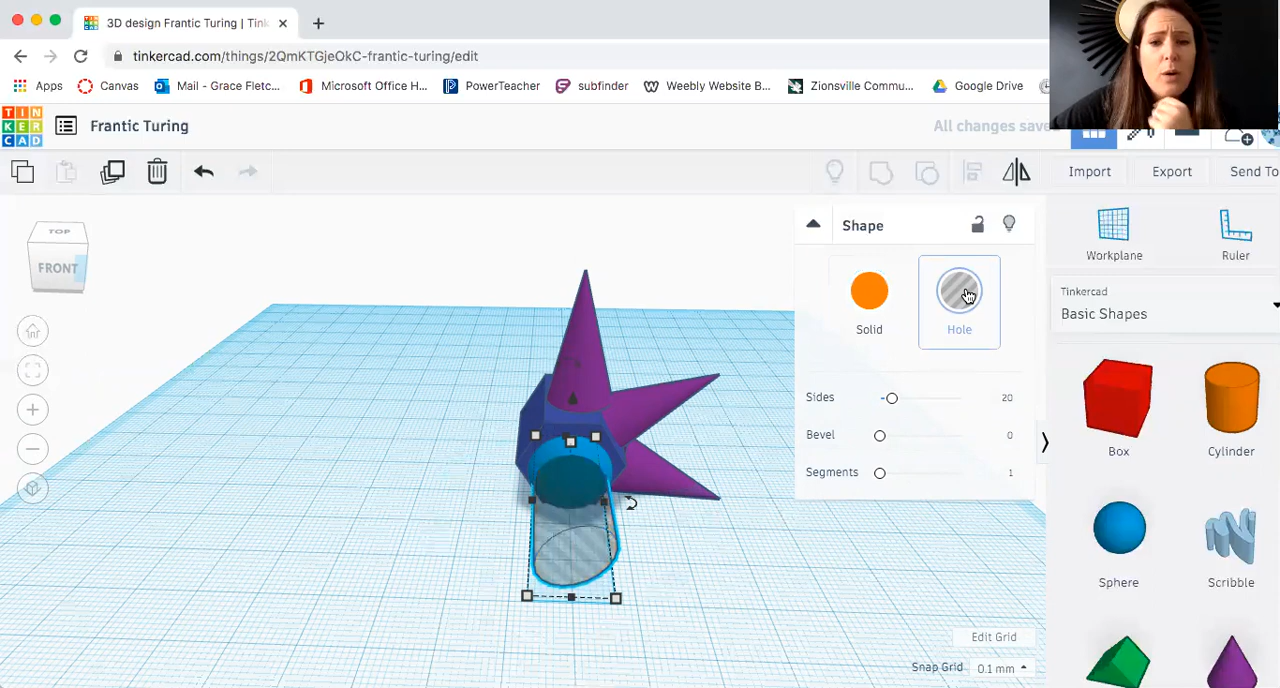 3D design Frantic Turing | Tink
tinkercad.com/things/2QmKTGjeOkC-frantic-turing/edit
Apps Canvas Mail - Grace Fletc... Microsoft Office H... PowerTeacher subfinder Weebly Website B... Zionsville Commu... Google Drive
TIN
KER
CAD
Frantic Turing
All changes save
Import Export Send To
TOP
FRONT
Shape
Solid
Hole
Sides 20
Bevel 0
Segments 1
Workplane
Ruler
Tinkercad
Basic Shapes
Box
Cylinder
Sphere
Scribble
Edit Grid
Snap Grid 0.1 mm